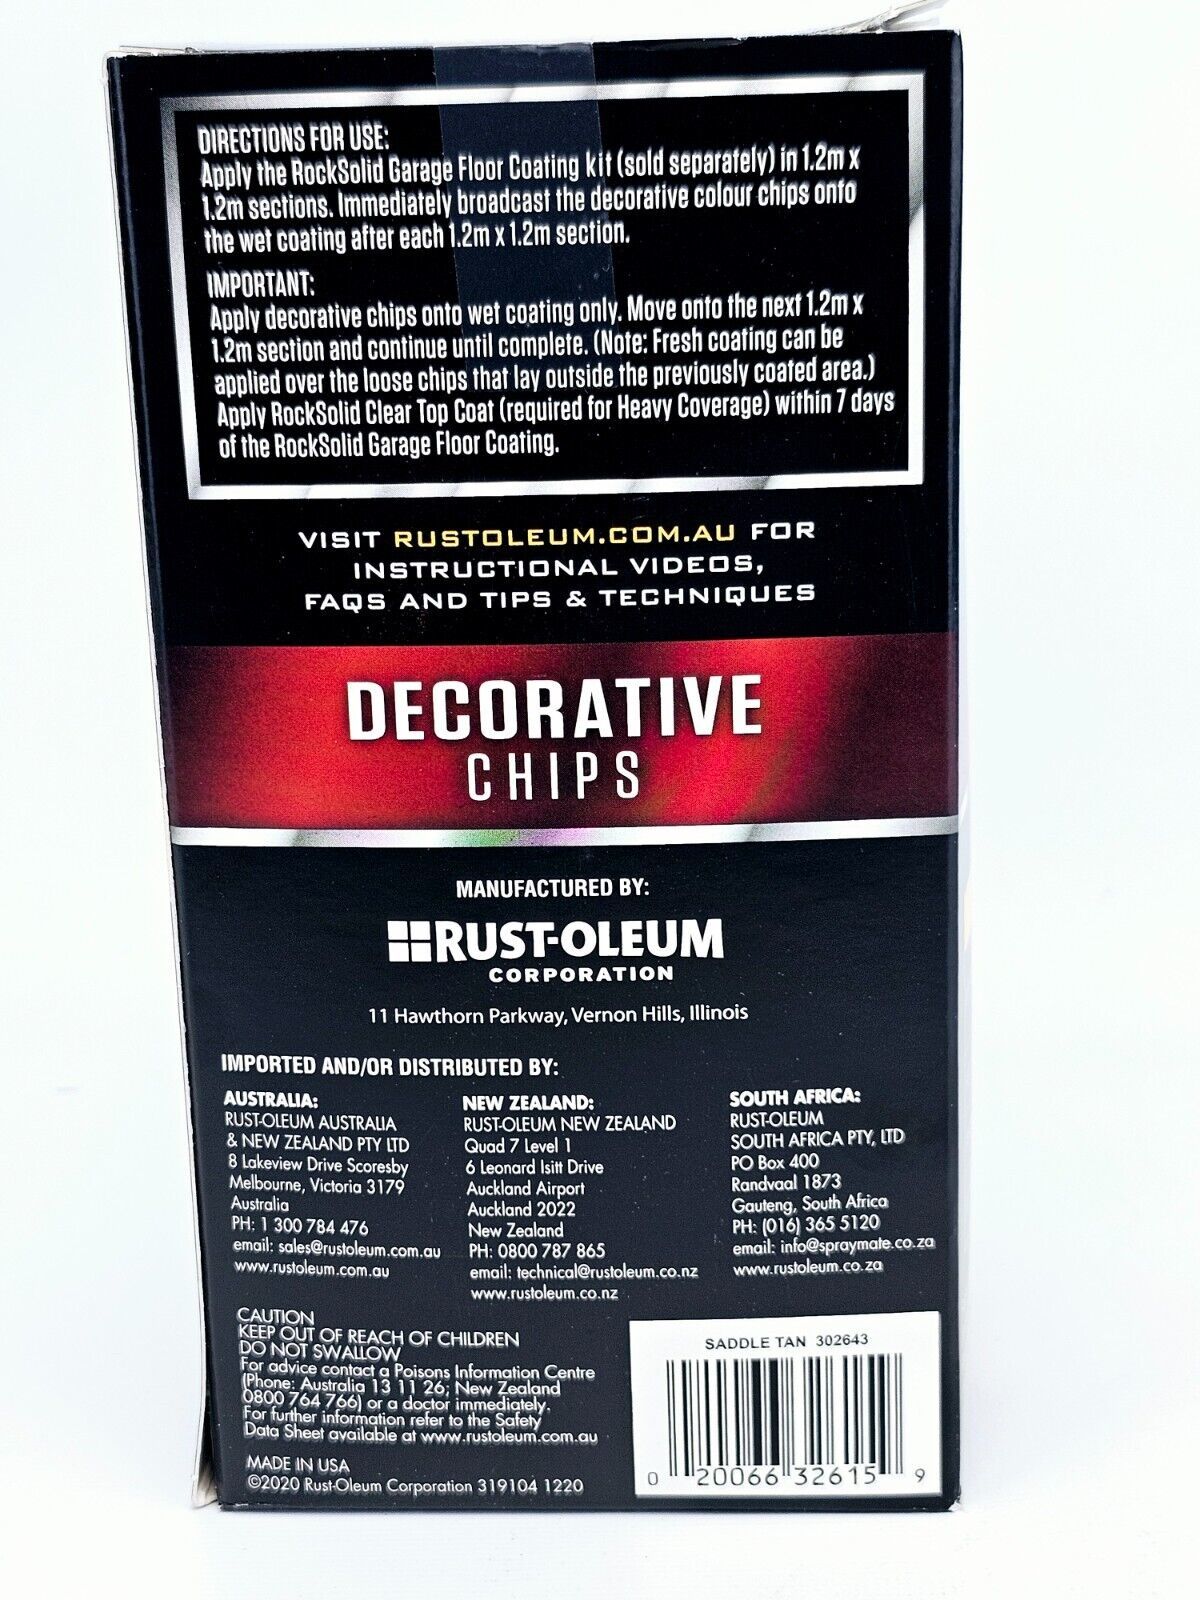 DIRECTIONS FOR USE:
Apply the RockSolid Garage Floor Coating kit (sold separately) in 1.2m x
1.2m sections. Immediately broadcast the decorative colour chips onto
the wet coating after each 1.2m x 1.2m section.
IMPORTANT:
Apply decorative chips onto wet coating only. Move onto the next 1.2m x
1.2m section and continue until complete. (Note: Fresh coating can be
applied over the loose chips that lay outside the previously coated area.)
Apply RockSolid Clear Top Coat (required for Heavy Coverage) within 7 days
of the RockSolid Garage Floor Coating.
VISIT RUSTOLEUM.COM.AU FOR
INSTRUCTIONAL VIDEOS,
FAQS AND TIPS & TECHNIQUES
DECORATIVE
CHIPS
MANUFACTURED BY:
RUST-OLEUM
CORPORATION
11 Hawthorn Parkway, Vernon Hills, Illinois
IMPORTED AND/OR DISTRIBUTED BY:
AUSTRALIA:
RUST-OLEUM AUSTRALIA
& NEW ZEALAND PTY LTD
8 Lakeview Drive Scoresby
Melbourne, Victoria 3179
Australia
PH: 1 300 784 476
email: sales@rustoleum.com.au
www.rustoleum.com.au
NEW ZEALAND:
RUST-OLEUM NEW ZEALAND
Quad 7 Level 1
6 Leonard Isitt Drive
Auckland Airport
Auckland 2022
New Zealand
PH: 0800 787 865
email: technical@rustoleum.co.nz
www.rustoleum.co.nz
SOUTH AFRICA:
RUST-OLEUM
SOUTH AFRICA PTY, LTD
PO Box 400
Randvaal 1873
Gauteng, South Africa
PH: (016) 365 5120
email: info@spraymate.co.za
www.rustoleum.co.za
CAUTION
KEEP OUT OF REACH OF CHILDREN
DO NOT SWALLOW
For advice contact a Poisons Information Centre
(Phone: Australia 13 11 26; New Zealand
0800 764 766) or a doctor immediately.
For further information refer to the Safety
Data Sheet available at www.rustoleum.com.au
MADE IN USA
©2020 Rust-Oleum Corporation 319104 1220
SADDLE TAN 302643
0 20066 32615 9